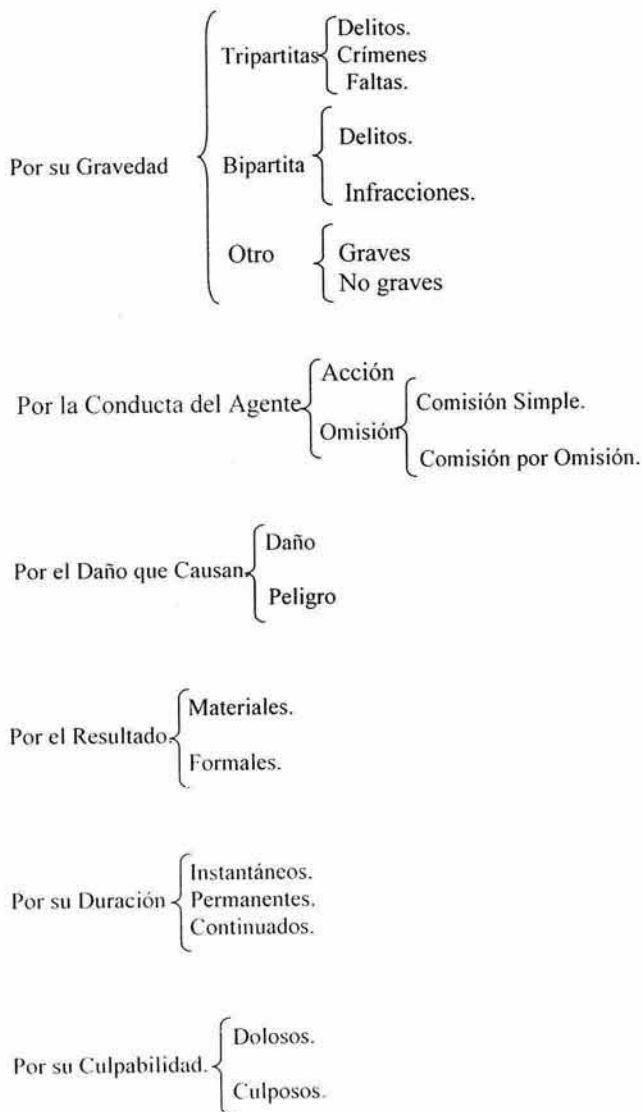 Delitos.
Tripartitas Crímenes
Faltas.
Delitos.
Por su Gravedad Bipartita
Infracciones.
Otro Graves
No graves
Acción
Por la Conducta del Agente Comisión Simple.
Omisión
Comisión por Omisión.
Daño
Por el Daño que Causan.
Peligro
Materiales.
Por el Resultado.
Formales.
Instantáneos.
Por su Duración Permanentes.
Continuados.
Dolosos.
Por su Culpabilidad.
Culposos.